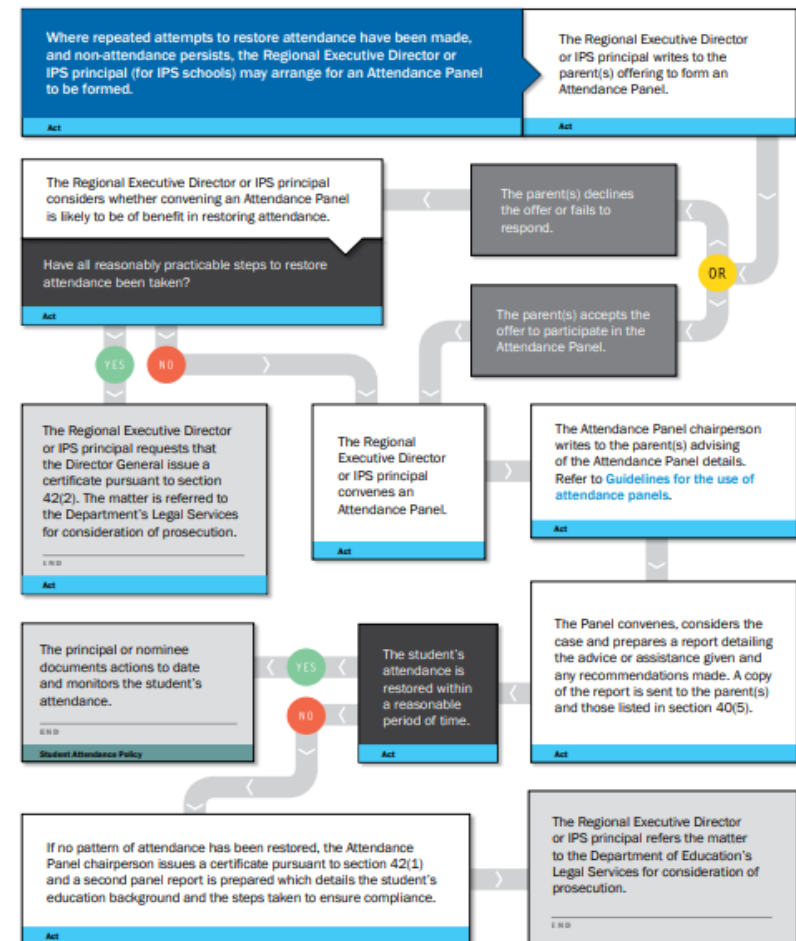 Where repeated attempts to restore attendance have been made,
and non-attendance persists, the Regional Executive Director or
IPS principal (for IPS schools) may arrange for an Attendance Panel
to be formed.
Act
The Regional Executive Director
or IPS principal writes to the
parent(s) offering to form an
Attendance Panel.
Act
The Regional Executive Director or IPS principal
considers whether convening an Attendance Panel
is likely to be of benefit in restoring attendance.
Have all reasonably practicable steps to restore
attendance been taken?
Act
The parent(s) declines
the offer or fails to
respond.
OR
The parent(s) accepts the
offer to participate in the
Attendance Panel.
YES
NO
The Regional Executive Director
or IPS principal requests that
the Director General issue a
certificate pursuant to section
42(2). The matter is referred to
the Department's Legal Services
for consideration of prosecution.
END
Act
The Regional
Executive Director
or IPS principal
convenes an
Attendance Panel.
Act
The Attendance Panel chairperson
writes to the parent(s) advising
of the Attendance Panel details.
Refer to Guidelines for the use of
attendance panels.
Act
The Panel convenes, considers the
case and prepares a report detailing
the advice or assistance given and
any recommendations made. A copy
of the report is sent to the parent(s)
and those listed in section 40(5).
Act
The student's
attendance is
restored within
a reasonable
period of time.
Act
YES
NO
The principal or nominee
documents actions to date
and monitors the student's
attendance.
END
Student Attendance Policy
If no pattern of attendance has been restored, the Attendance
Panel chairperson issues a certificate pursuant to section 42(1)
and a second panel report is prepared which details the student's
education background and the steps taken to ensure compliance.
Act
The Regional Executive Director
or IPS principal refers the matter
to the Department of Education's
Legal Services for consideration of
prosecution.
END